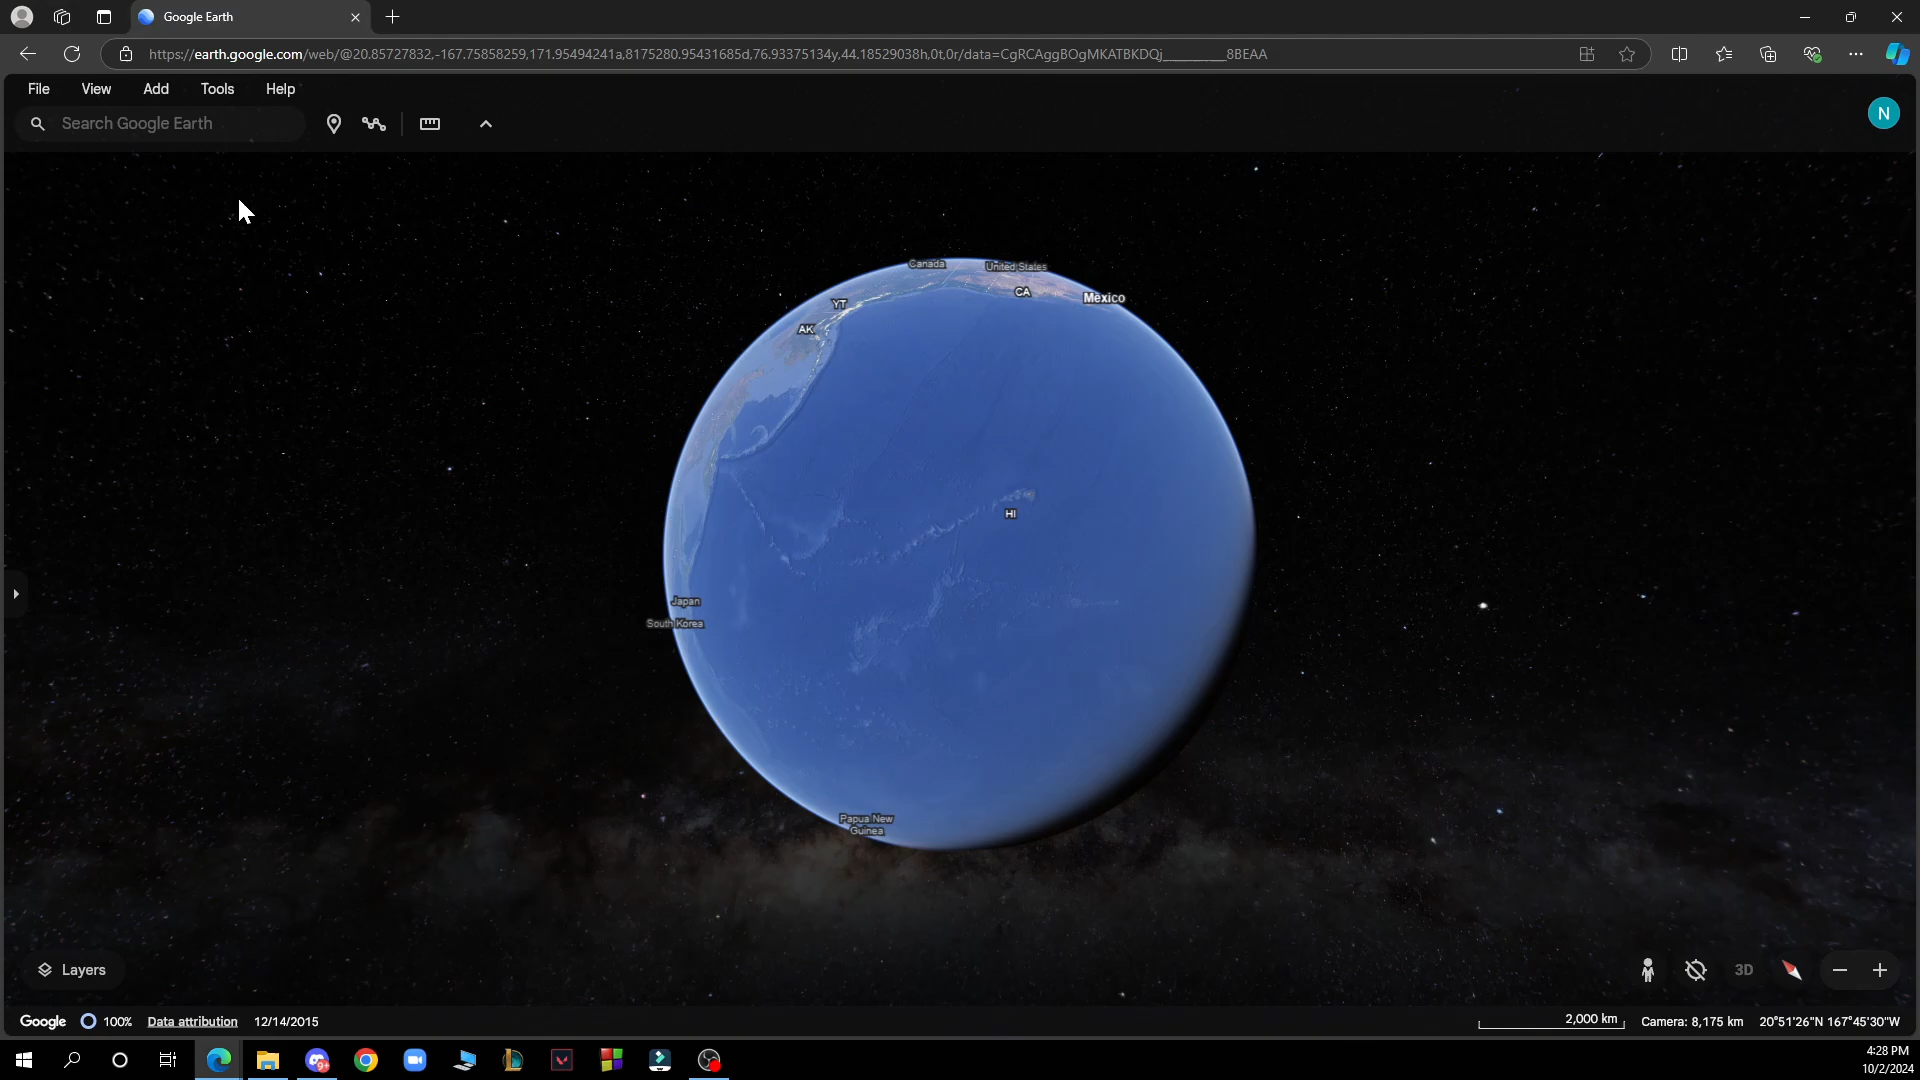 Google Earth
https://earth.google.com/web/@20.85727832,-167.75858259,171.95494241a,8175280.95431685d,76.93375134y,44.18529038h,0t,0r/data=CgRCAggBOgMKATBKDQj___________8BEAA
File View Add Tools Help
Search Google Earth
N
Canada
United States
CA
Mexico
YT
AK
HI
Japan
South Korea
Papua New
Guinea
Layers
3D
Google 100% Data attribution 12/14/2015
2,000 km Camera: 8,175 km 20°51'26"N 167°45'30"W
9+
4:28 PM
10/2/2024